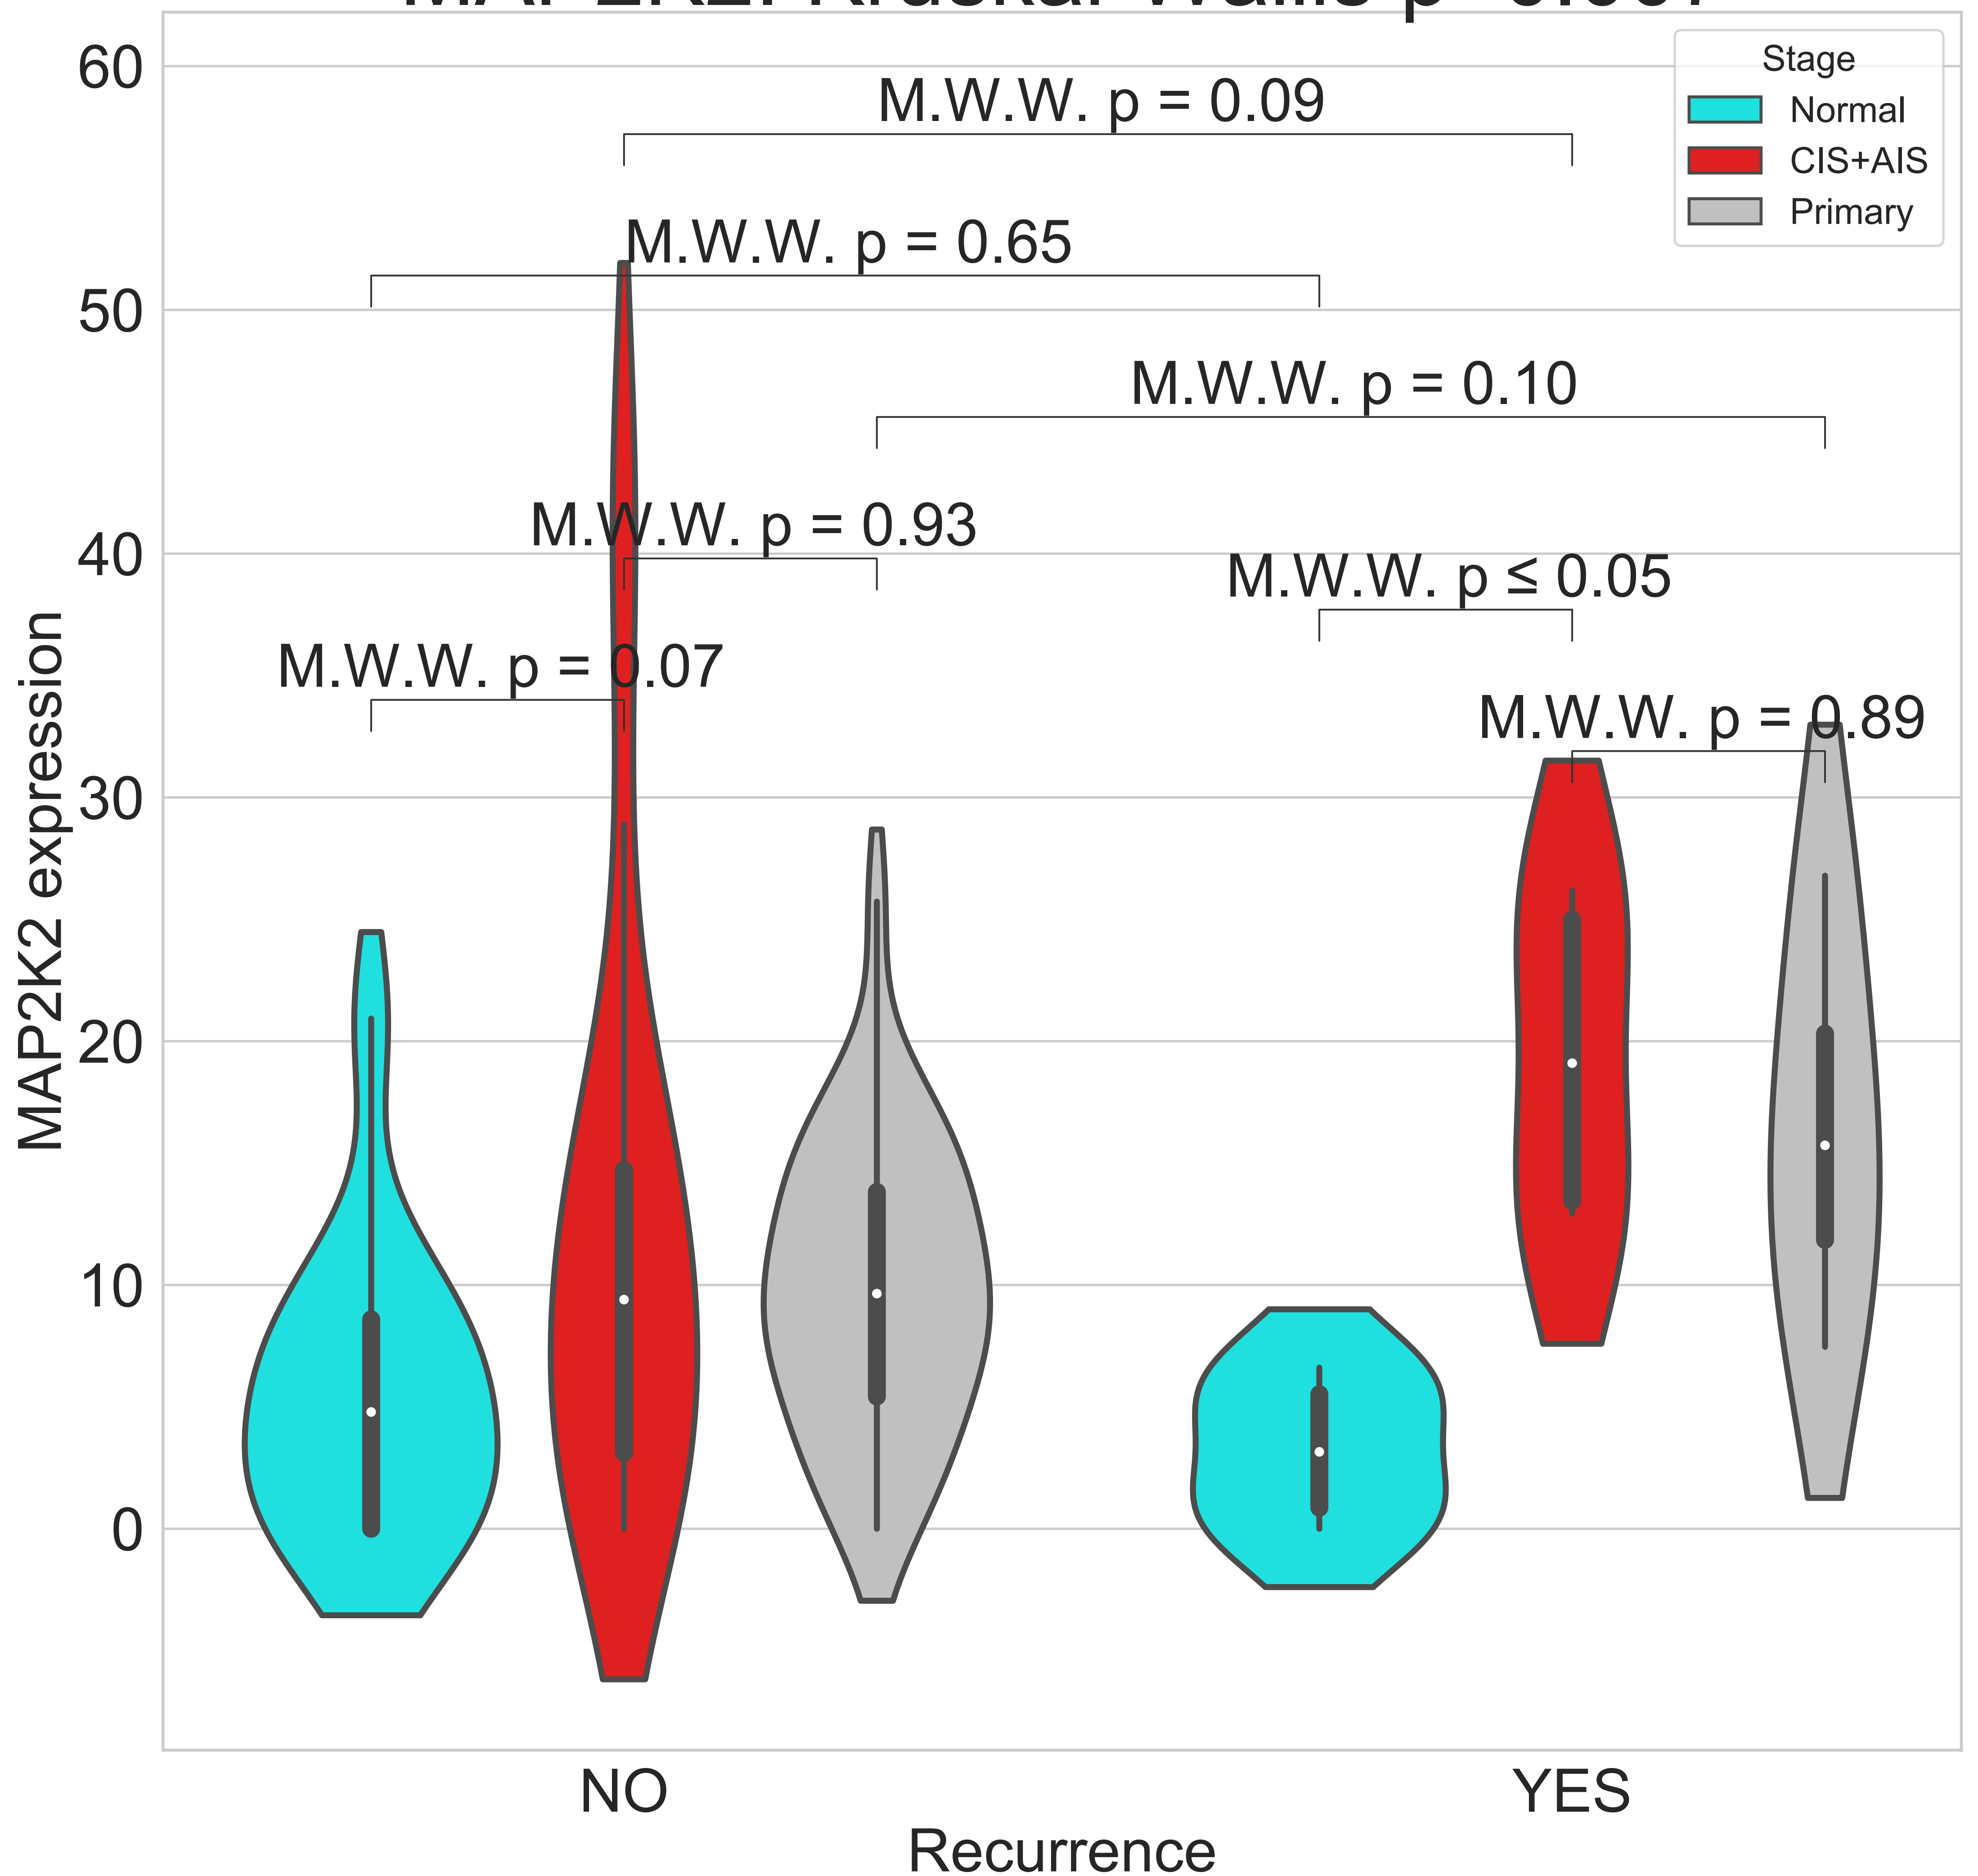 60
50
40
30
20
10
0
MAP2K2 expression
Stage
Normal
CIS+AIS
Primary
M.W.W. p = 0.09
M.W.W. p = 0.65
M.W.W. p = 0.10
M.W.W. p = 0.93
M.W.W. p ≤ 0.05
M.W.W. p = 0.07
M.W.W. p = 0.89
NO
YES
Recurrence